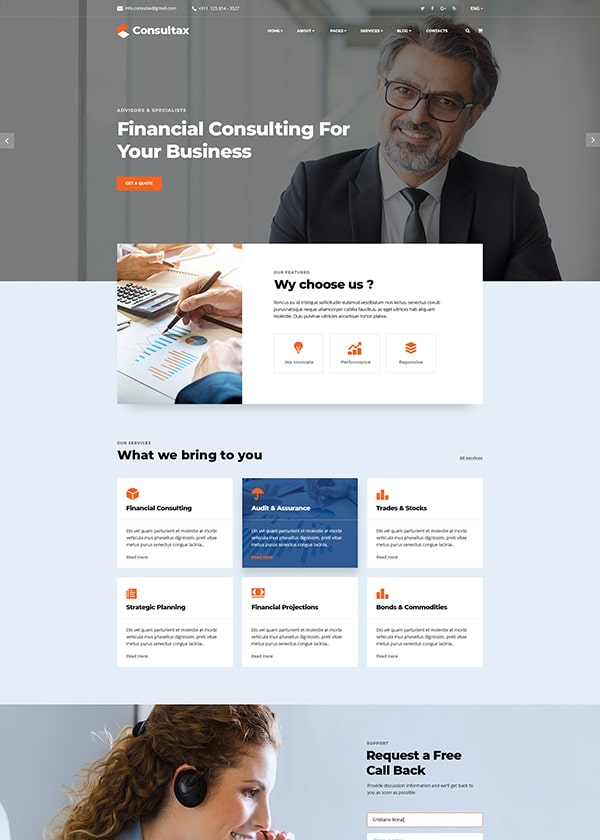 info.consutax@gmail.com +911 125 814 - 3527 ENG
Consultax
HOME ABOUT PAGES SERVICES BLOG CONTACTS
ADVISORS & SPECIALISTS
Financial Consulting For
Your Business
GET A QUOTE
OUR FEATURED
Wy choose us ?
Roncus eu id tristique sollicitudin euismod vestibulum non lectus, senectus conub
purusnatoque neque ullamcorper cubilia faucibus, ac eget ultrices hab aliquam
molestie. Duis pulvinar ultricies accumsan tortor platea.
We Innovate Performance Reponsive
OUR SERVICES
What we bring to you
All services
Financial Consulting
Dis vel quam parturient et molestie at morbi
vehicula mus phasellus dignissim, preti vitae
metus purus senectus congue lacinia..
Read more
Audit & Assurance
Dis vel quam parturient et molestie at morbi
vehicula mus phasellus dignissim, preti vitae
metus purus senectus congue lacinia..
Read more
Trades & Stocks
Dis vel quam parturient et molestie at morbi
vehicula mus phasellus dignissim, preti vitae
metus purus senectus congue lacinia..
Read more
Strategic Planning
Dis vel quam parturient et molestie at morbi
vehicula mus phasellus dignissim, preti vitae
metus purus senectus congue lacinia..
Read more
Financial Projections
Dis vel quam parturient et molestie at morbi
vehicula mus phasellus dignissim, preti vitae
metus purus senectus congue lacinia..
Read more
Bonds & Commodities
Dis vel quam parturient et molestie at morbi
vehicula mus phasellus dignissim, preti vitae
metus purus senectus congue lacinia..
Read more
SUPPORT
Request a Free
Call Back
Provide discussion information and we'll get back to
you as soon as possible
Cristiano Ronal